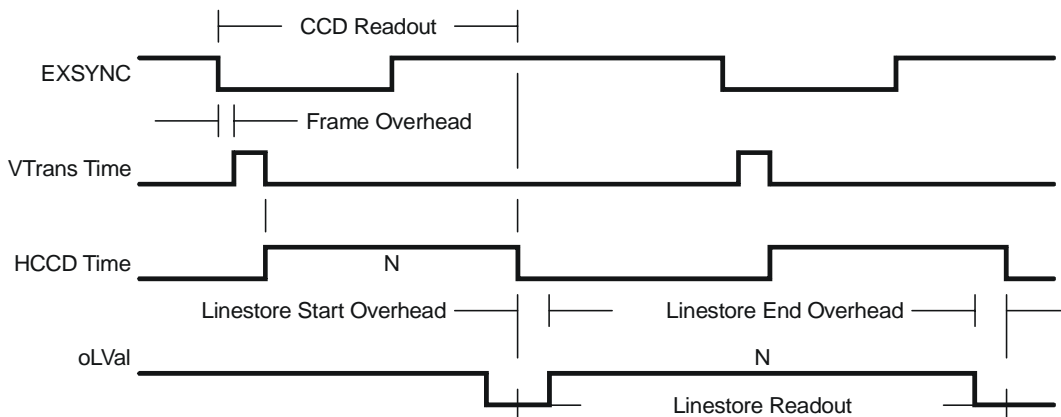 CCD Readout
EXSYNC
Frame Overhead
VTrans Time
HCCD Time
N
Linestore Start Overhead
Linestore End Overhead
oLVal
N
Linestore Readout